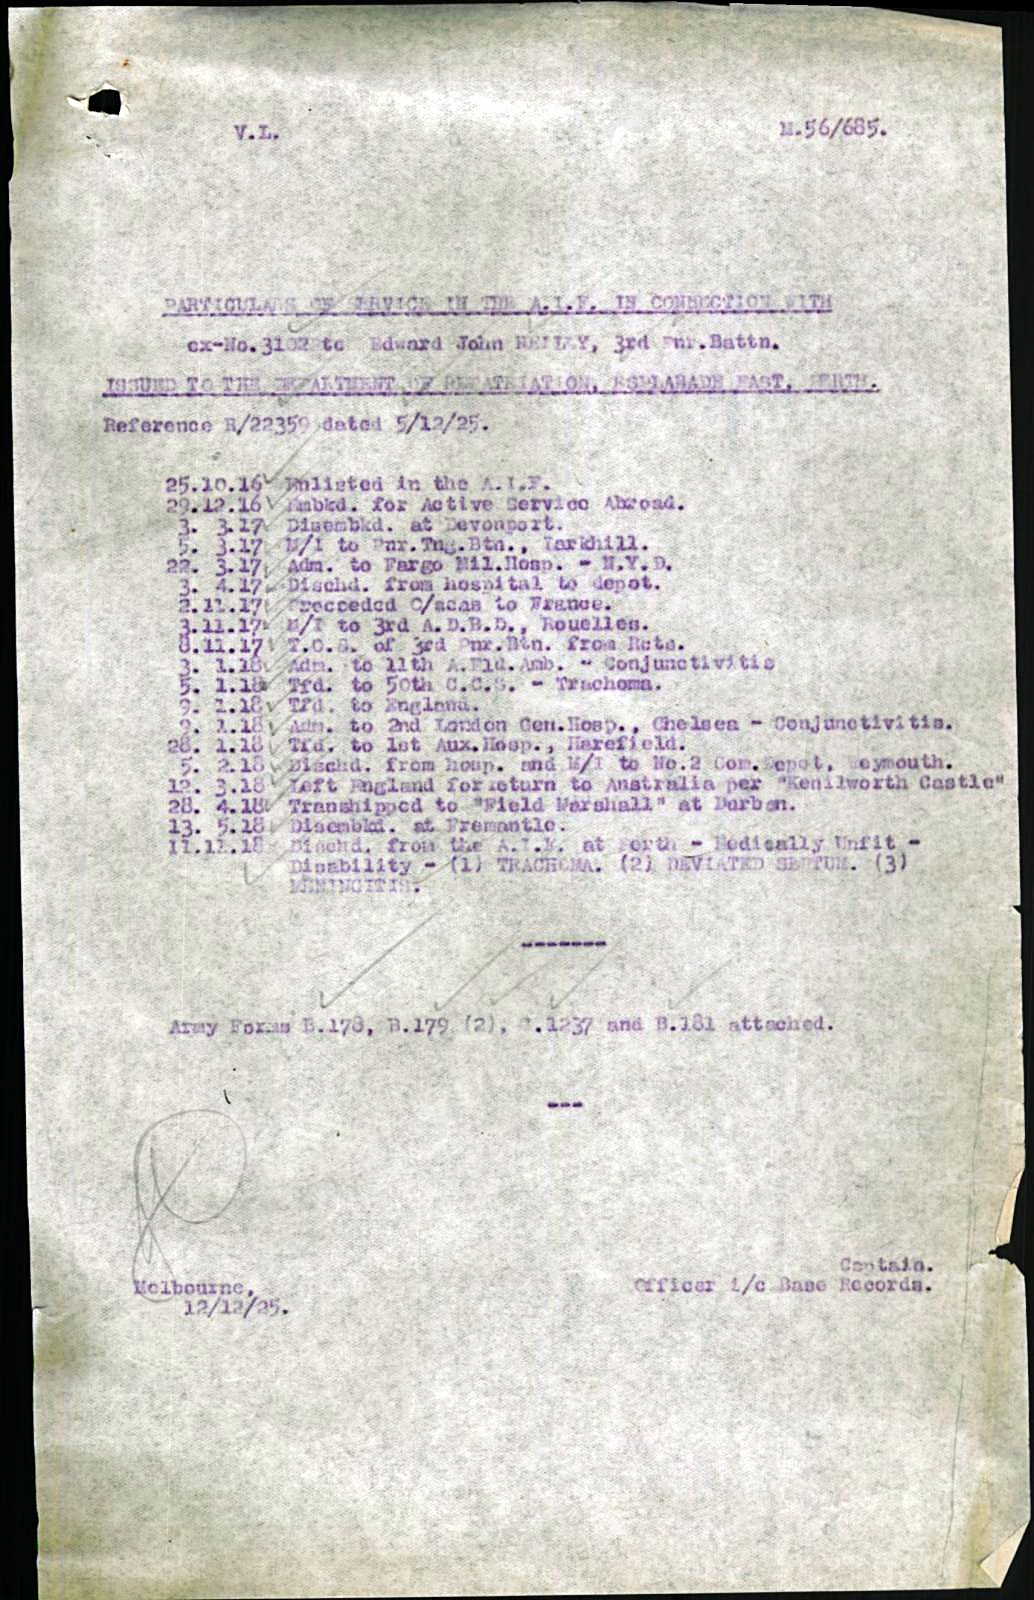 V.L. M.56/685.
PARTICULARS OF SERVICE IN THE A.I.F. IN CONNECTION WITH
ex-No.3102 to Edward John REILLY, 3rd Pnr.Battn.
ISSUED TO THE DEPARTMENT OF REPATRIATION, ESPLANADE EAST, PERTH.
Reference R/22359 dated 5/12/25.
25.10.16 Enlisted in the A.I.F.
29.12.16 Embkd. for Active Service Abroad.
3. 3.17 Disembkd. at Devonport.
5. 3.17 M/I to Pnr.Tng.Btn., Larkhill.
22. 3.17 Adm. to Fargo Mil.Hosp. - N.Y.D.
3. 4.17 Dischd. from hospital to depot.
2.11.17 Proceeded O/seas to France.
3.11.17 M/I to 3rd A.D.B.D., Rouelles.
8.11.17 T.O.S. of 3rd Pnr.Btn. from Rcts.
3. 1.18 Adm. to 11th A.Fld.Amb. - Conjunctivitis
5. 1.18 Tfd. to 50th C.C.S. - Trachoma.
9. 1.18 Tfd. to England.
9. 1.18 Adm. to 2nd London Gen.Hosp., Chelsea - Conjunctivitis.
28. 1.18 Tfd. to 1st Aux.Hosp., Harefield.
5. 2.18 Dischd. from hosp. and M/I to No.2 Com.Depot, Weymouth.
12. 3.18 Left England for return to Australia per "Kenilworth Castle"
28. 4.18 Transhipped to "Field Marshall" at Durban.
13. 5.18 Disembkd. at Fremantle.
11.11.18 Dischd. from the A.I.F. at Perth - Medically Unfit -
Disability - (1) TRACHOMA. (2) DEVIATED SEPTUM. (3)
MENINGITIS.
-------
Army Forms B.178, B.179 (2), .1237 and B.181 attached.
---
Captain.
Melbourne, Officer i/c Base Records.
12/12/25.